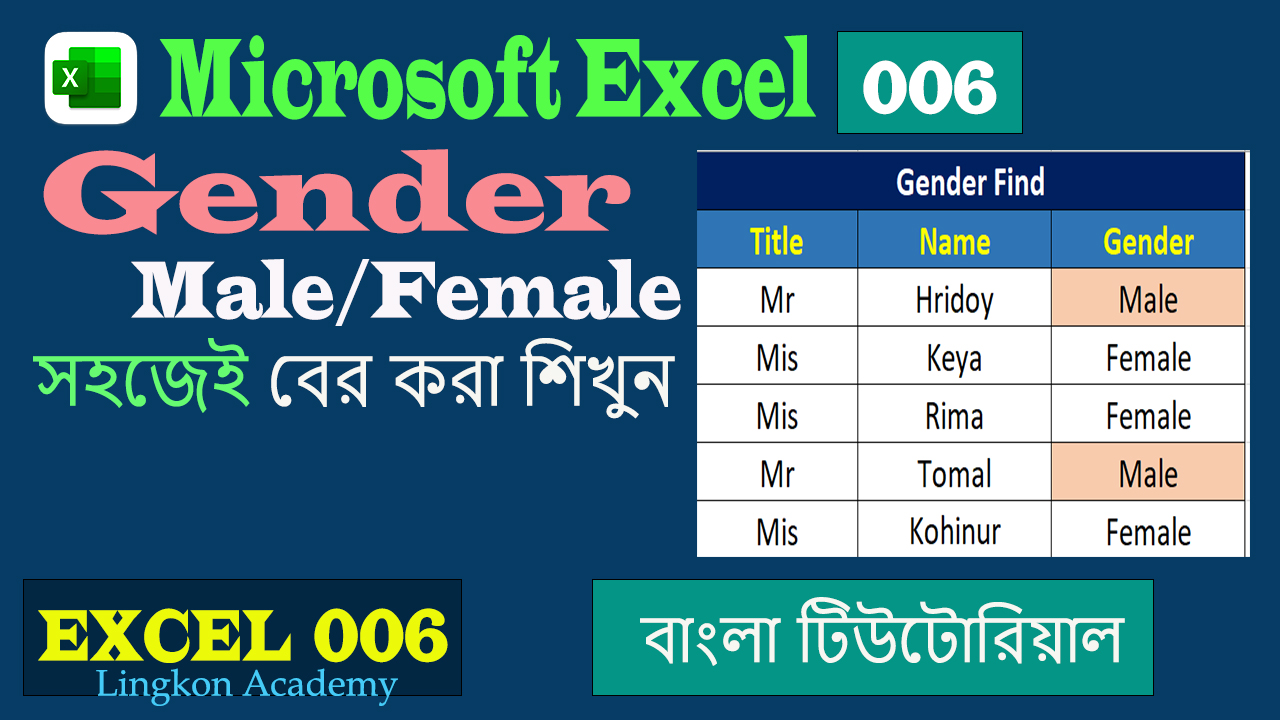 X
Microsoft Excel 006
Gender
Male/Female
সহজেই বের করা শিখুন
Gender Find
Title Name Gender
Mr Hridoy Male
Mis Keya Female
Mis Rima Female
Mr Tomal Male
Mis Kohinur Female
EXCEL 006
Lingkon Academy
বাংলা টিউটোরিয়াল